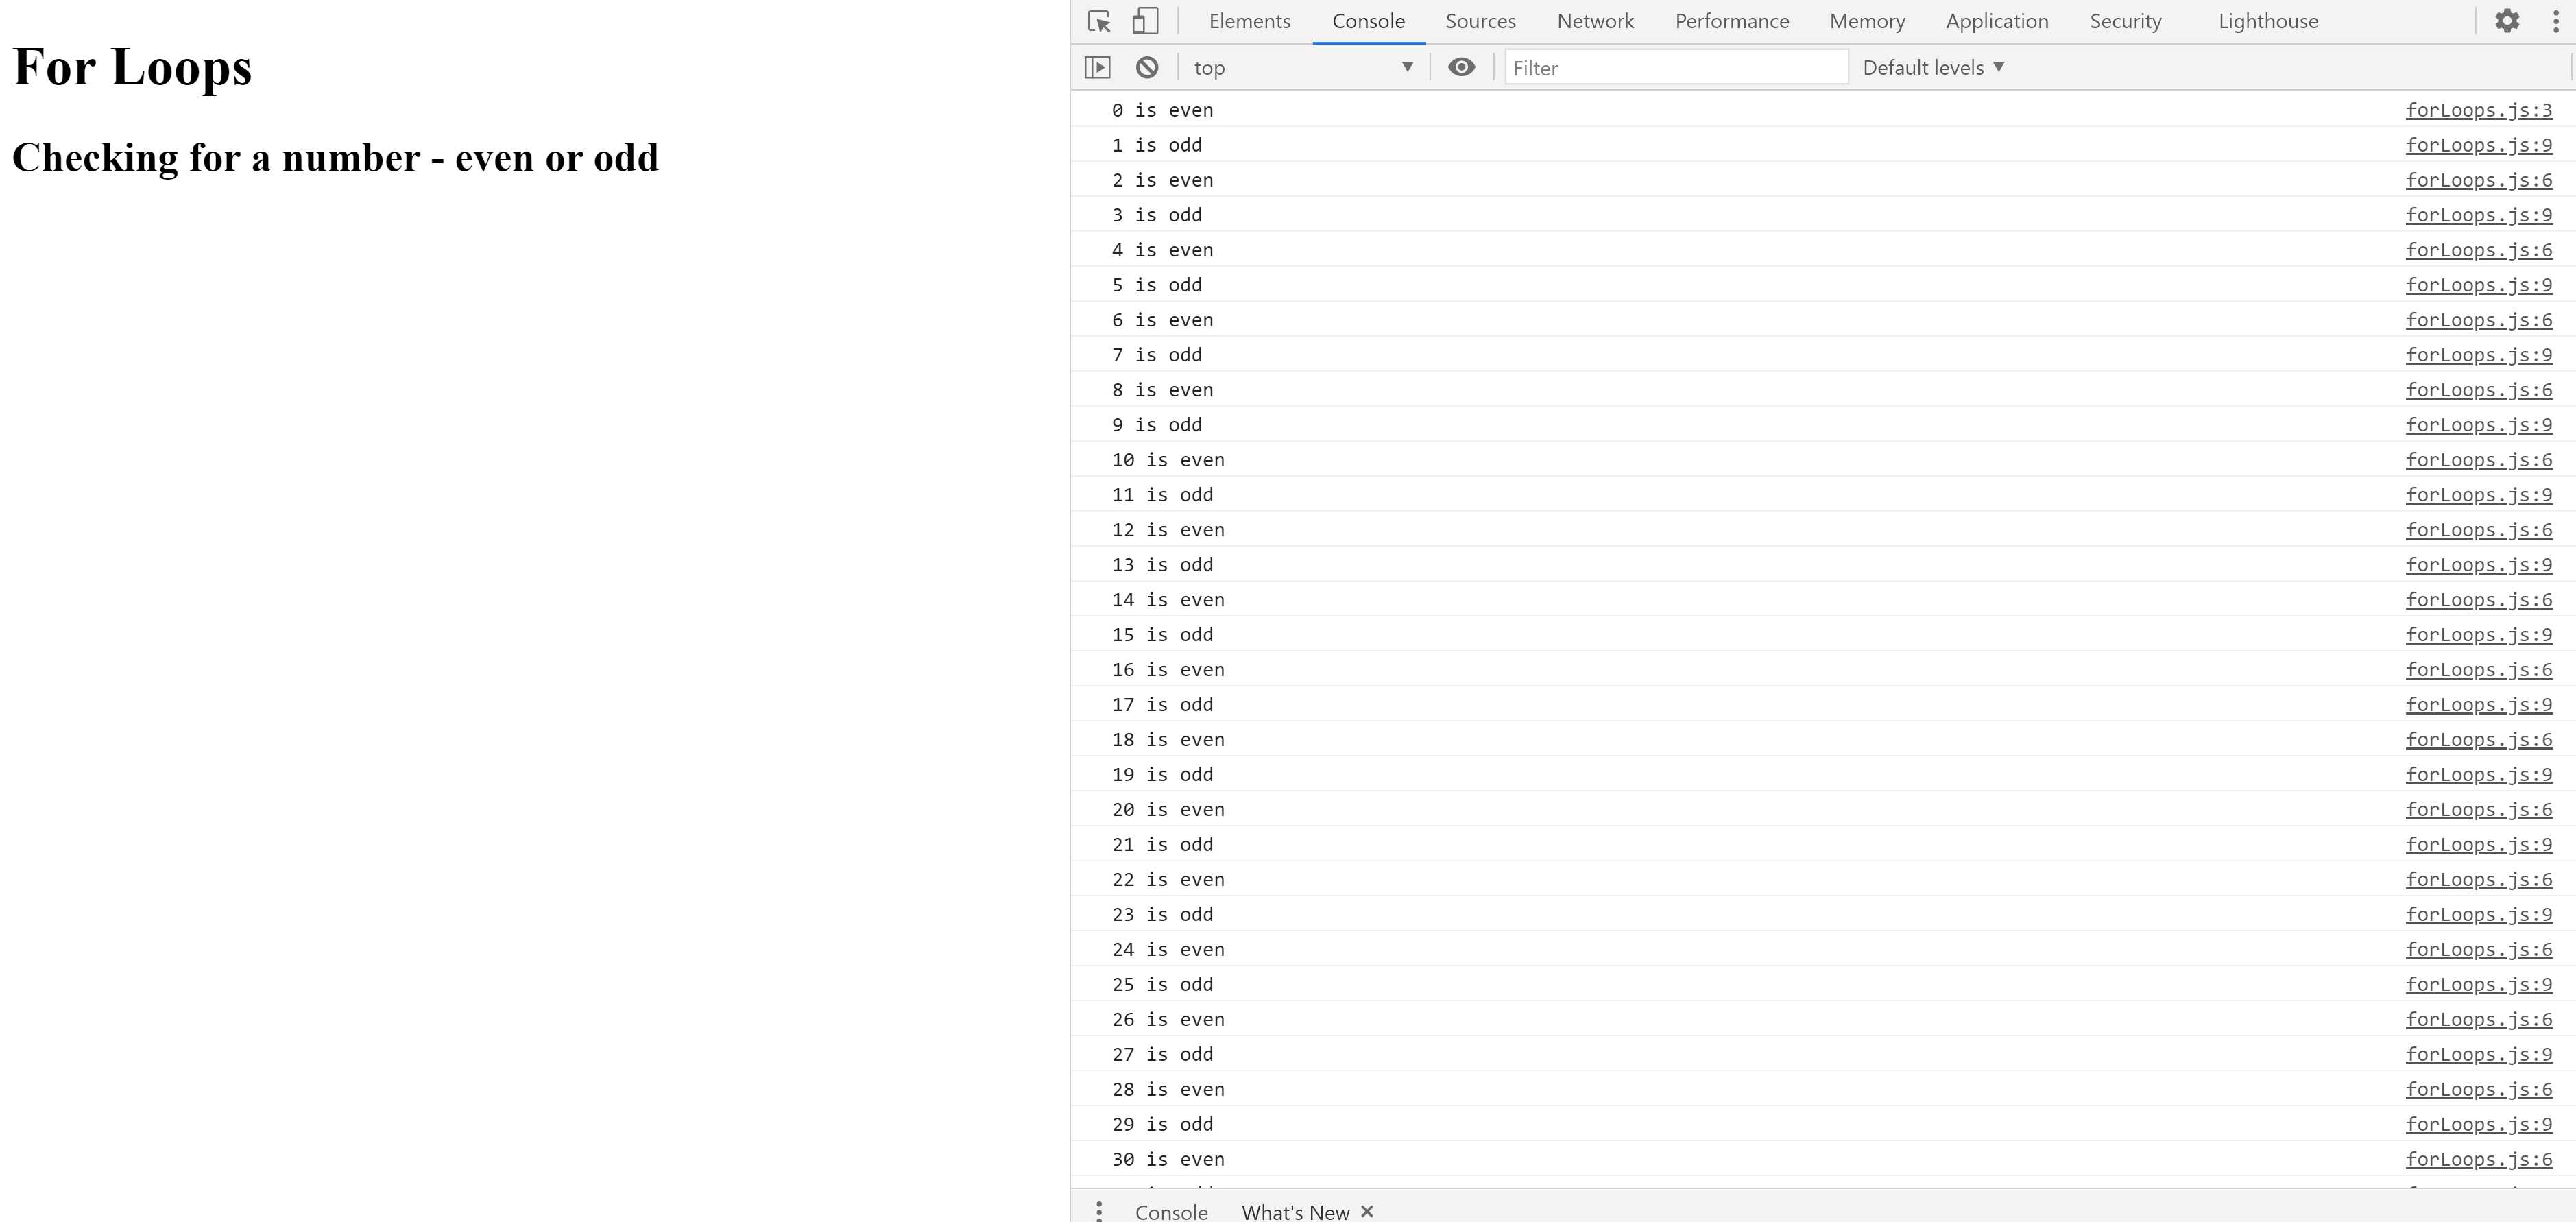 For Loops
Checking for a number - even or odd
Elements Console Sources Network Performance Memory Application Security Lighthouse
top Filter Default levels
0 is even forLoops.js:3
1 is odd forLoops.js:9
2 is even forLoops.js:6
3 is odd forLoops.js:9
4 is even forLoops.js:6
5 is odd forLoops.js:9
6 is even forLoops.js:6
7 is odd forLoops.js:9
8 is even forLoops.js:6
9 is odd forLoops.js:9
10 is even forLoops.js:6
11 is odd forLoops.js:9
12 is even forLoops.js:6
13 is odd forLoops.js:9
14 is even forLoops.js:6
15 is odd forLoops.js:9
16 is even forLoops.js:6
17 is odd forLoops.js:9
18 is even forLoops.js:6
19 is odd forLoops.js:9
20 is even forLoops.js:6
21 is odd forLoops.js:9
22 is even forLoops.js:6
23 is odd forLoops.js:9
24 is even forLoops.js:6
25 is odd forLoops.js:9
26 is even forLoops.js:6
27 is odd forLoops.js:9
28 is even forLoops.js:6
29 is odd forLoops.js:9
30 is even forLoops.js:6
Console What's New